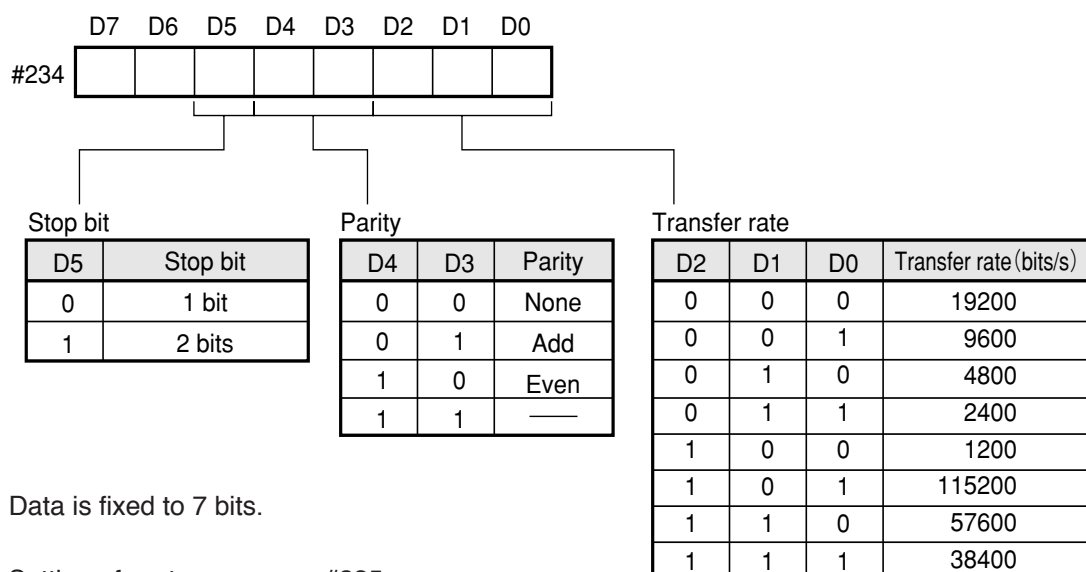 D7 D6 D5 D4 D3 D2 D1 D0
#234
Stop bit
D5 Stop bit
0 1 bit
1 2 bits
Parity
D4 D3 Parity
0 0 None
0 1 Add
1 0 Even
1 1 —
Transfer rate
D2 D1 D0 Transfer rate(bits/s)
0 0 0 19200
0 0 1 9600
0 1 0 4800
0 1 1 2400
1 0 0 1200
1 0 1 115200
1 1 0 57600
1 1 1 38400
Data is fixed to 7 bits.